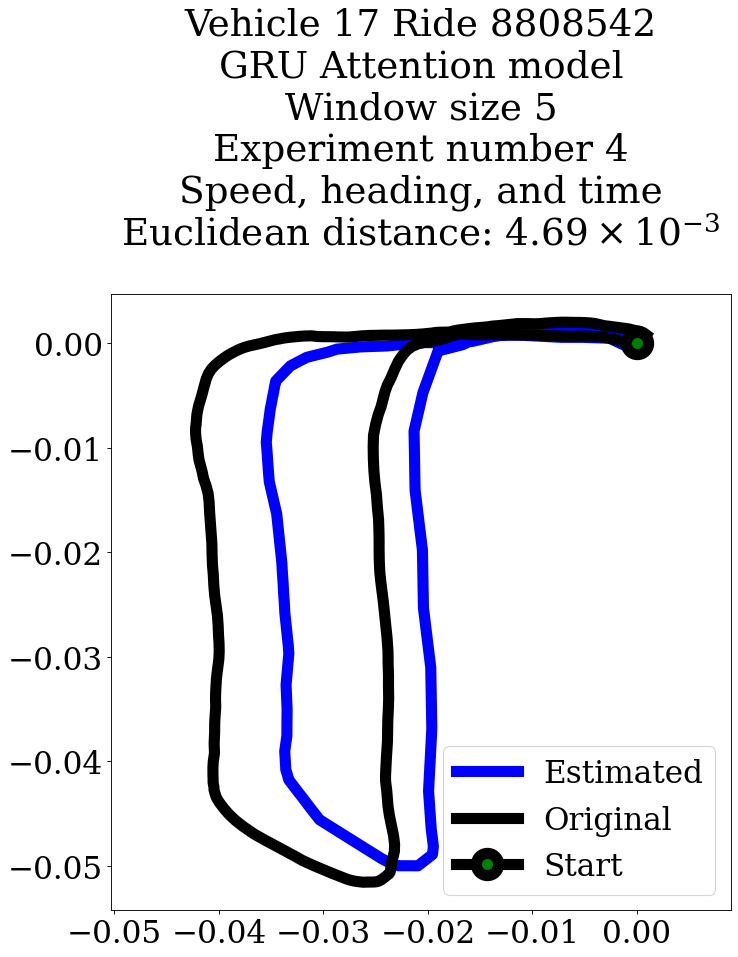 Vehicle 17 Ride 8808542
GRU Attention model
Window size 5
Experiment number 4
Speed, heading, and time
Euclidean distance: 4.69 × 10⁻³
0.00
−0.01
−0.02
−0.03
−0.04
−0.05
Estimated
Original
Start
−0.05 −0.04 −0.03 −0.02 −0.01 0.00